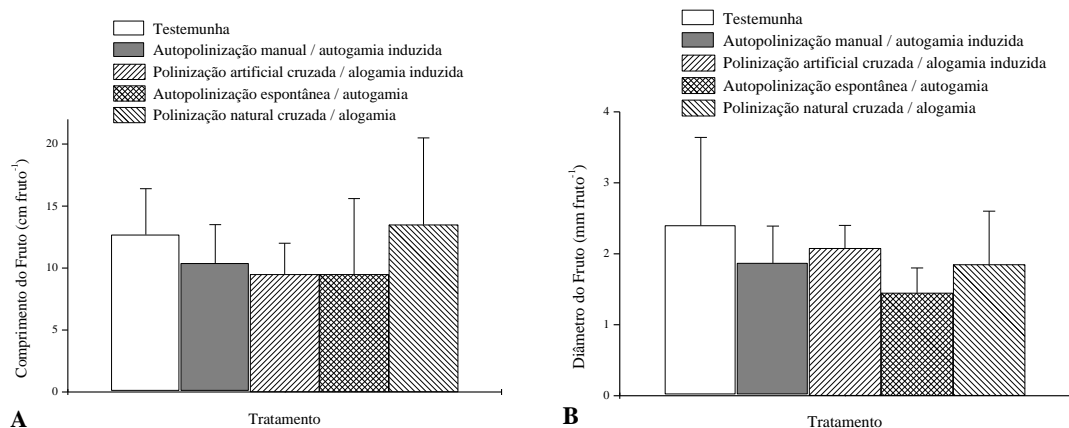 Testemunha
Autopolinização manual / autogamia induzida
Polinização artificial cruzada / alogamia induzida
Autopolinização espontânea / autogamia
Polinização natural cruzada / alogamia
Comprimento do Fruto (cm fruto⁻¹)
20
15
10
5
0
Tratamento
A
Testemunha
Autopolinização manual / autogamia induzida
Polinização artificial cruzada / alogamia induzida
Autopolinização espontânea / autogamia
Polinização natural cruzada / alogamia
Diâmetro do Fruto (mm fruto⁻¹)
4
3
2
1
0
Tratamento
B